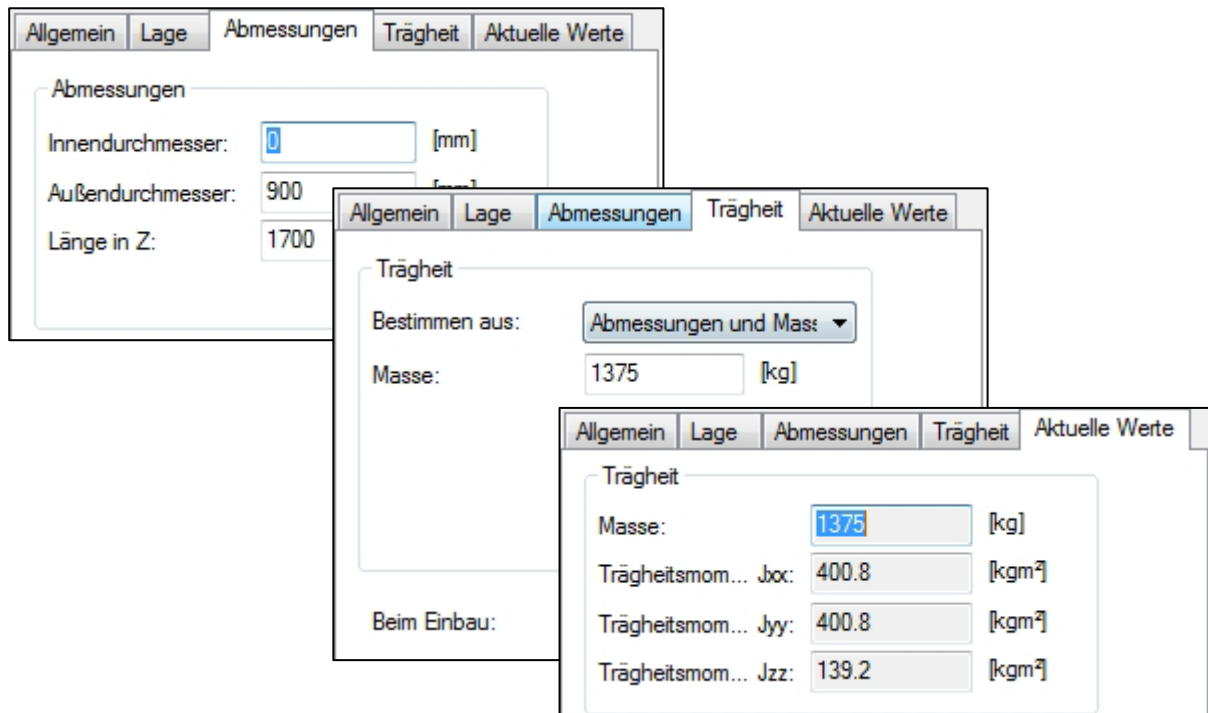 Allgemein Lage Abmessungen Trägheit Aktuelle Werte
Abmessungen
Innendurchmesser: 0 [mm]
Außendurchmesser: 900 [mm]
Länge in Z: 1700
Allgemein Lage Abmessungen Trägheit Aktuelle Werte
Trägheit
Bestimmen aus: Abmessungen und Mass
Masse: 1375 [kg]
Beim Einbau:
Allgemein Lage Abmessungen Trägheit Aktuelle Werte
Trägheit
Masse: 1375 [kg]
Trägheitsmom... Jxx: 400.8 [kgm²]
Trägheitsmom... Jyy: 400.8 [kgm²]
Trägheitsmom... Jzz: 139.2 [kgm²]